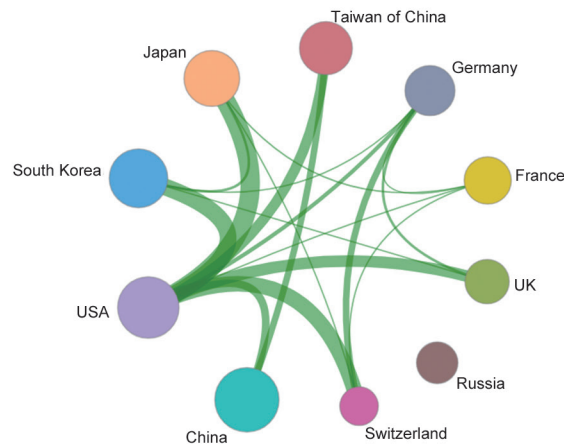 Taiwan of China
Japan
Germany
South Korea
France
USA
UK
Russia
China
Switzerland